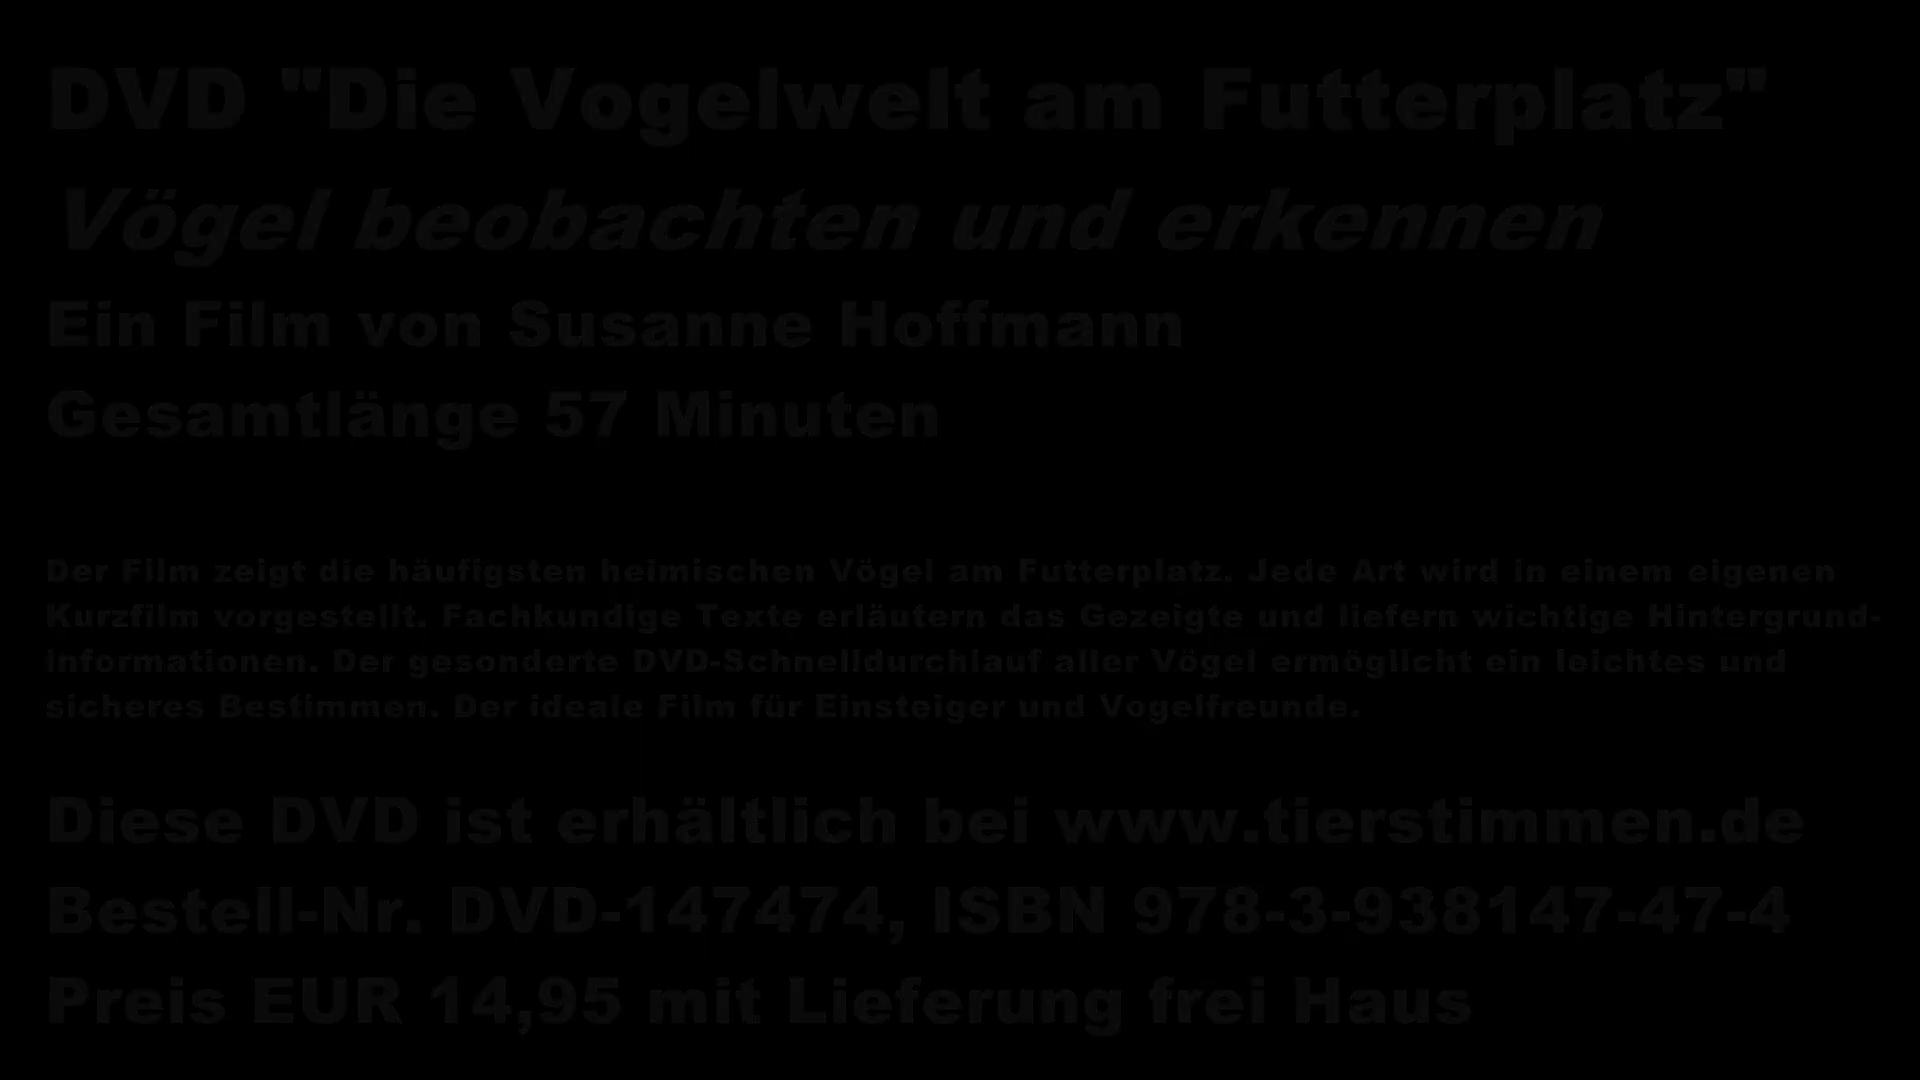 DVD "Die Vogelwelt am Futterplatz"
Vögel beobachten und erkennen
Ein Film von Susanne Hoffmann
Gesamtlänge 57 Minuten
Der Film zeigt die häufigsten heimischen Vögel am Futterplatz. Jede Art wird in einem eigenen
Kurzfilm vorgestellt. Fachkundige Texte erläutern das Gezeigte und liefern wichtige Hintergrund-
informationen. Der gesonderte DVD-Schnelldurchlauf aller Vögel ermöglicht ein leichtes und
sicheres Bestimmen. Der ideale Film für Einsteiger und Vogelfreunde.
Diese DVD ist erhältlich bei www.tierstimmen.de
Bestell-Nr. DVD-147474, ISBN 978-3-938147-47-4
Preis EUR 14,95 mit Lieferung frei Haus